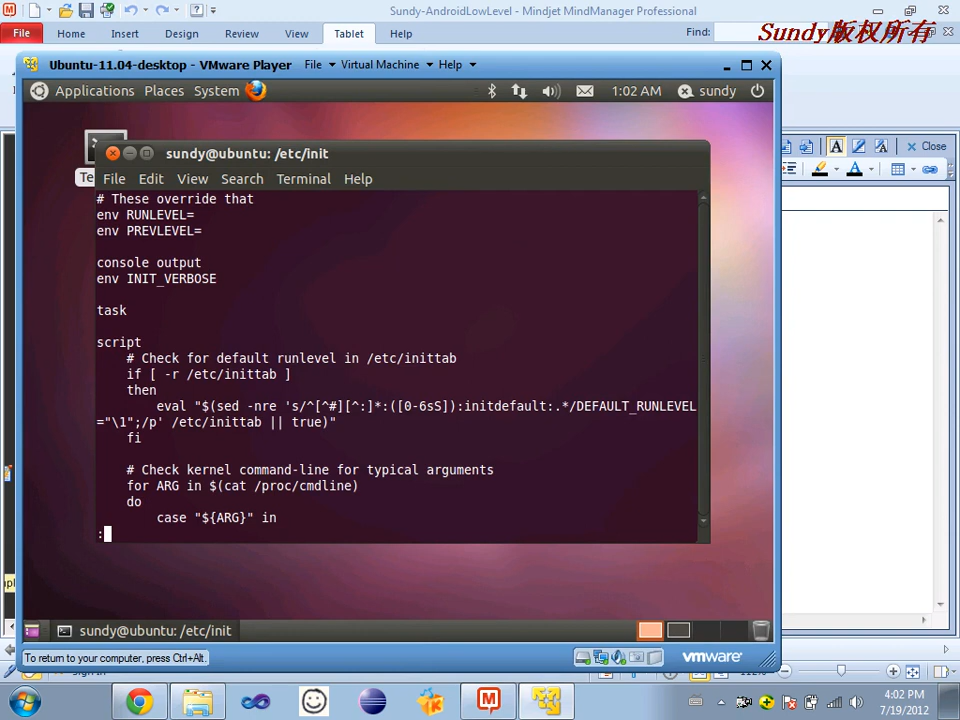 Sundy-AndroidLowLevel - Mindjet MindManager Professional
File Home Insert Design Review View Tablet Help Find:
Sundy版权所有
Ubuntu-11.04-desktop - VMware Player File Virtual Machine Help
Applications Places System 1:02 AM sundy
sundy@ubuntu: /etc/init
Te
File Edit View Search Terminal Help
Close
# These override that
env RUNLEVEL=
env PREVLEVEL=
console output
env INIT_VERBOSE
task
script
# Check for default runlevel in /etc/inittab
if [ -r /etc/inittab ]
then
eval "$(sed -nre 's/^[^#][^:]*:([0-6sS]):initdefault:.*/DEFAULT_RUNLEVEL
="\1";/p' /etc/inittab || true)"
fi
# Check kernel command-line for typical arguments
for ARG in $(cat /proc/cmdline)
do
case "${ARG}" in
:
sundy@ubuntu: /etc/init
To return to your computer, press Ctrl+Alt.
vmware
4:02 PM
7/19/2012